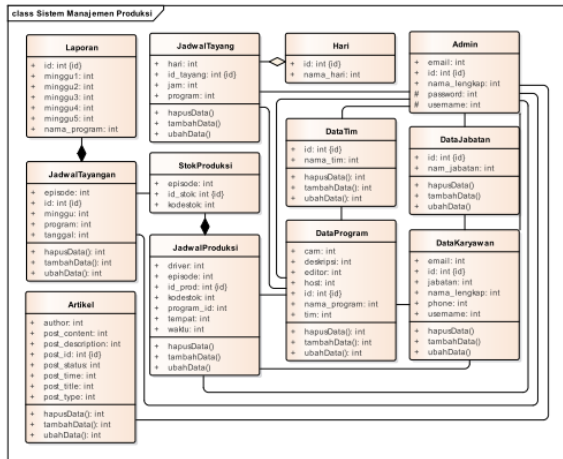 class Sistem Manajemen Produksi
Laporan
+ id: int {id}
+ minggu1: int
+ minggu2: int
+ minggu3: int
+ minggu4: int
+ minggu5: int
+ nama_program: int
JadwalTayang
+ hari: int
+ id_tayang: int {id}
+ jam: int
+ program: int
+ hapusData()
+ tambahData()
+ ubahData()
Hari
+ id: int {id}
+ nama_hari: int
Admin
+ email: int
+ id: int {id}
+ nama_lengkap: int
# password: int
# username: int
DataTim
+ id: int {id}
+ nama_tim: int
+ hapusData(): int
+ tambahData(): int
+ ubahData(): int
DataJabatan
+ id: int {id}
+ nam_jabatan: int
+ hapusData()
+ tambahData()
+ ubahData()
JadwalTayangan
+ episode: int
+ id: int {id}
+ minggu: int
+ program: int
+ tanggal: int
+ hapusData(): int
+ tambahData(): int
+ ubahData(): int
StokProduksi
+ episode: int
+ id_stok: int {id}
+ kodestok: int
JadwalProduksi
+ driver: int
+ episode: int
+ id_prod: int {id}
+ kodestok: int
+ program_id: int
+ tempat: int
+ waktu: int
+ hapusData()
+ tambahData()
+ ubahData()
DataProgram
+ cam: int
+ deskripsi: int
+ editor: int
+ host: int
+ id: int {id}
+ nama_program: int
+ tim: int
+ hapusData(): int
+ tambahData(): int
+ ubahData(): int
DataKaryawan
+ email: int
+ id: int {id}
+ jabatan: int
+ nama_lengkap: int
+ phone: int
+ username: int
+ hapusData()
+ tambahData()
+ ubahData()
Artikel
+ author: int
+ post_content: int
+ post_description: int
+ post_id: int {id}
+ post_status: int
+ post_time: int
+ post_title: int
+ post_type: int
+ hapusData(): int
+ tambahData(): int
+ ubahData(): int